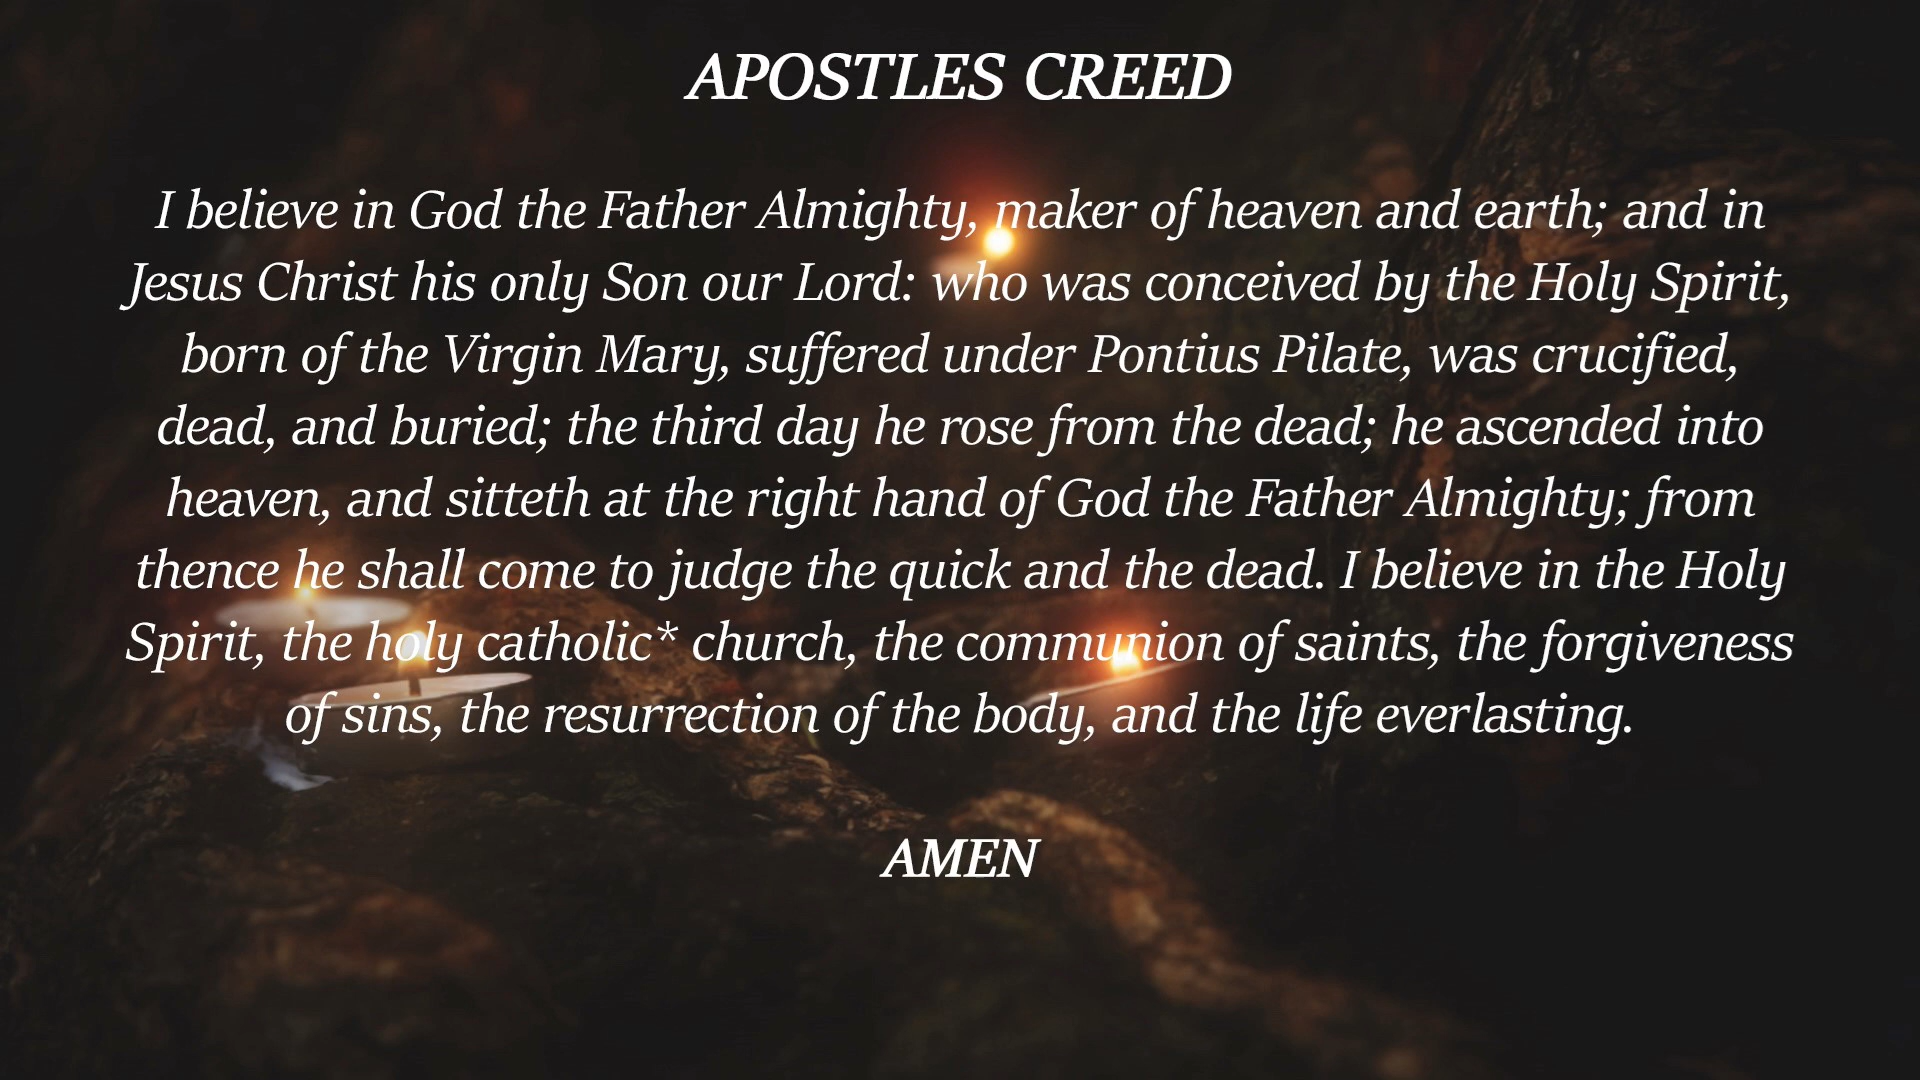 APOSTLES CREED
I believe in God the Father Almighty, maker of heaven and earth; and in
Jesus Christ his only Son our Lord: who was conceived by the Holy Spirit,
born of the Virgin Mary, suffered under Pontius Pilate, was crucified,
dead, and buried; the third day he rose from the dead; he ascended into
heaven, and sitteth at the right hand of God the Father Almighty; from
thence he shall come to judge the quick and the dead. I believe in the Holy
Spirit, the holy catholic* church, the communion of saints, the forgiveness
of sins, the resurrection of the body, and the life everlasting.
AMEN